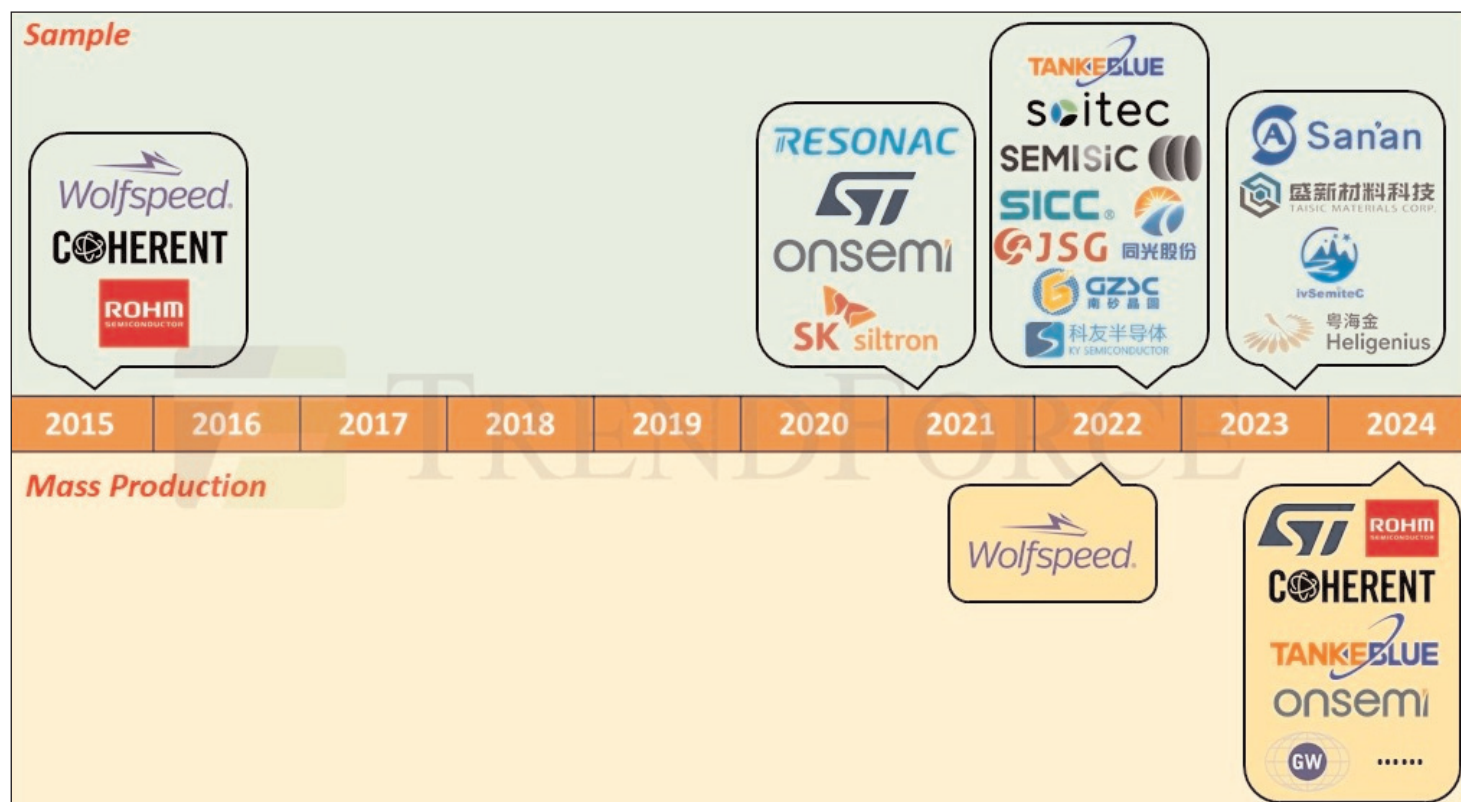 Sample
Wolfspeed.
COHERENT
ROHM
SEMICONDUCTOR
RESONAC
ST
onsemi
SK siltron
TANKEBLUE
soitec
SEMISiC
SICC®
JSG 同光股份
GZSC
南砂晶圆
科友半导体
KY SEMICONDUCTOR
San'an
盛新材料科技
TAISIC MATERIALS CORP.
ivSemiteC
粤海金
Heligenius
TRENDFORCE
2015 2016 2017 2018 2019 2020 2021 2022 2023 2024
Mass Production
Wolfspeed.
ST ROHM
SEMICONDUCTOR
COHERENT
TANKEBLUE
onsemi
GW ......